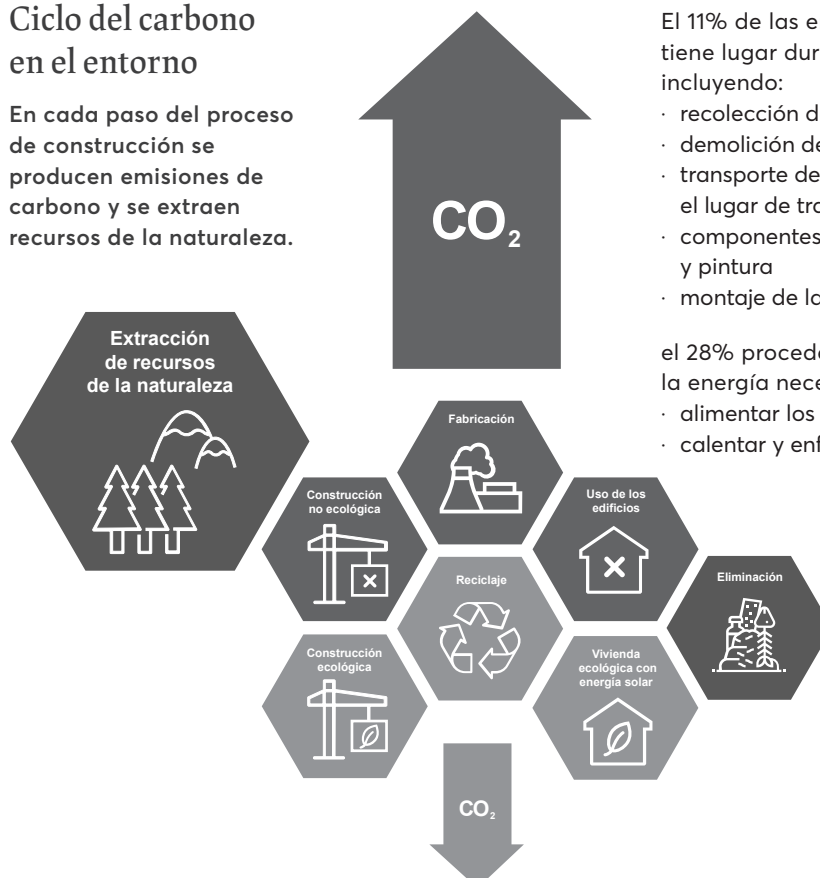 Ciclo del carbono
en el entorno
En cada paso del proceso
de construcción se
producen emisiones de
carbono y se extraen
recursos de la naturaleza.
CO₂
El 11% de las e
tiene lugar dur
incluyendo:
· recolección d
· demolición de
· transporte de
el lugar de tra
· componentes
y pintura
· montaje de la
el 28% procede
la energía nece
· alimentar los
· calentar y enf
Extracción
de recursos
de la naturaleza
Fabricación
Construcción
no ecológica
Uso de los
edificios
Reciclaje
Eliminación
Construcción
ecológica
Vivienda
ecológica con
energía solar
CO₂